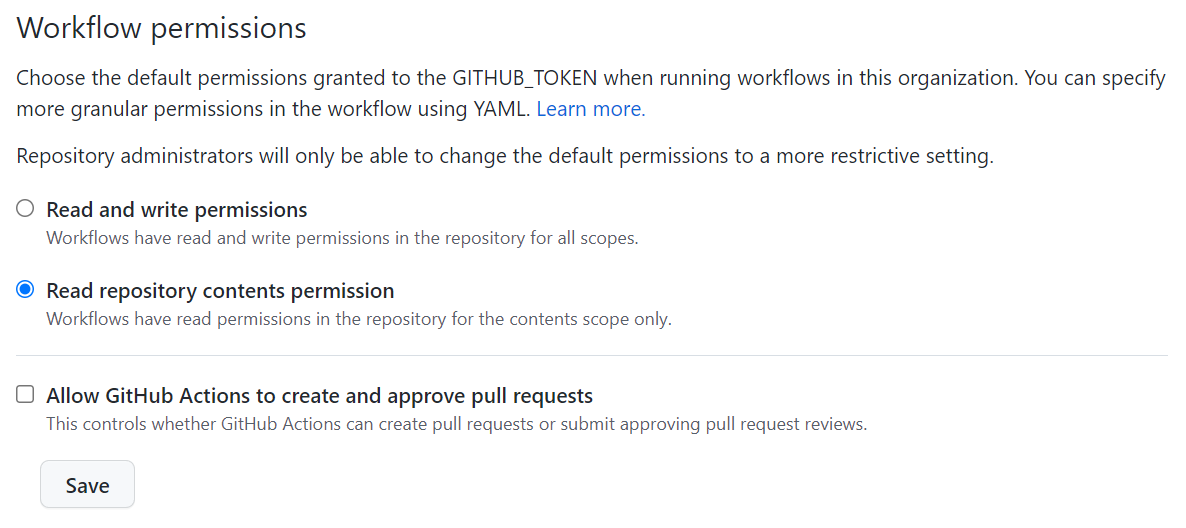 Workflow permissions
Choose the default permissions granted to the GITHUB_TOKEN when running workflows in this organization. You can specify
more granular permissions in the workflow using YAML. Learn more.
Repository administrators will only be able to change the default permissions to a more restrictive setting.
Read and write permissions
Workflows have read and write permissions in the repository for all scopes.
Read repository contents permission
Workflows have read permissions in the repository for the contents scope only.
Allow GitHub Actions to create and approve pull requests
This controls whether GitHub Actions can create pull requests or submit approving pull request reviews.
Save